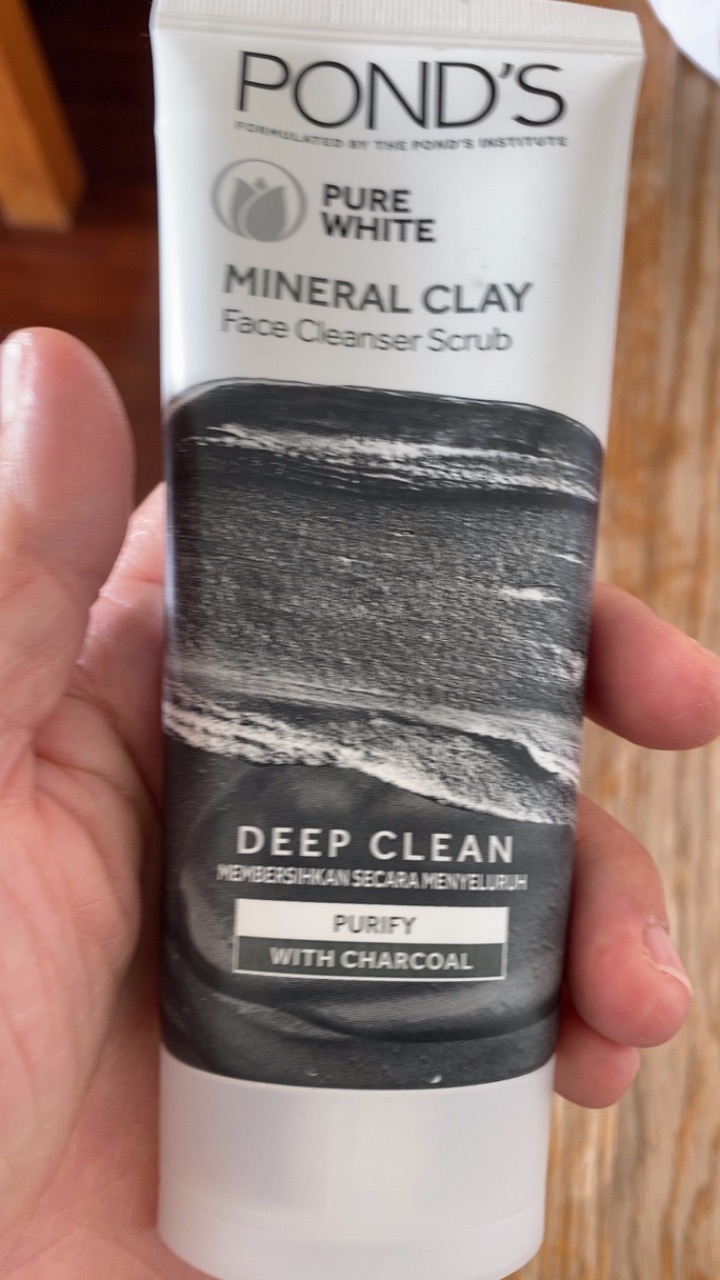 POND'S
FORMULATED BY THE POND'S INSTITUTE
PURE
WHITE
MINERAL CLAY
Face Cleanser Scrub
DEEP CLEAN
MEMBERSIHKAN SECARA MENYELURUH
PURIFY
WITH CHARCOAL